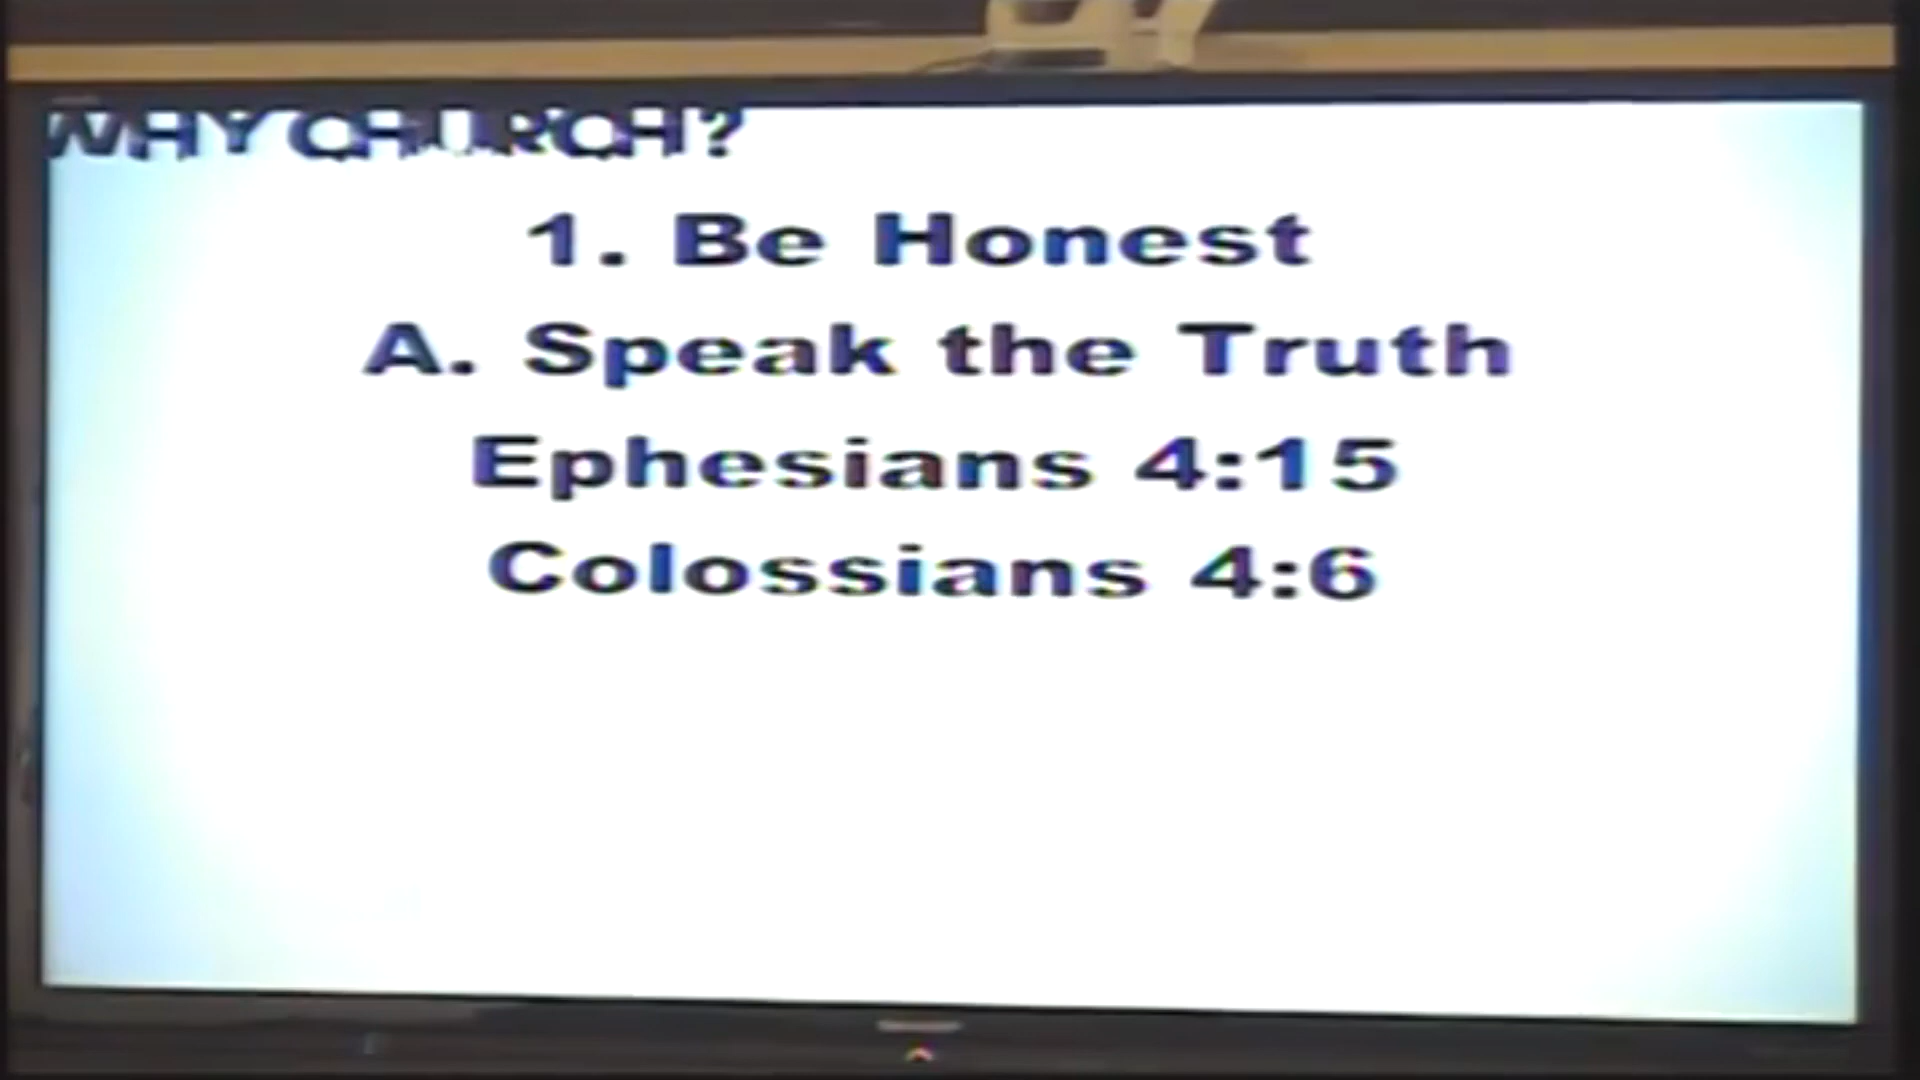 WHY CHURCH?
1. Be Honest
A. Speak the Truth
Ephesians 4:15
Colossians 4:6